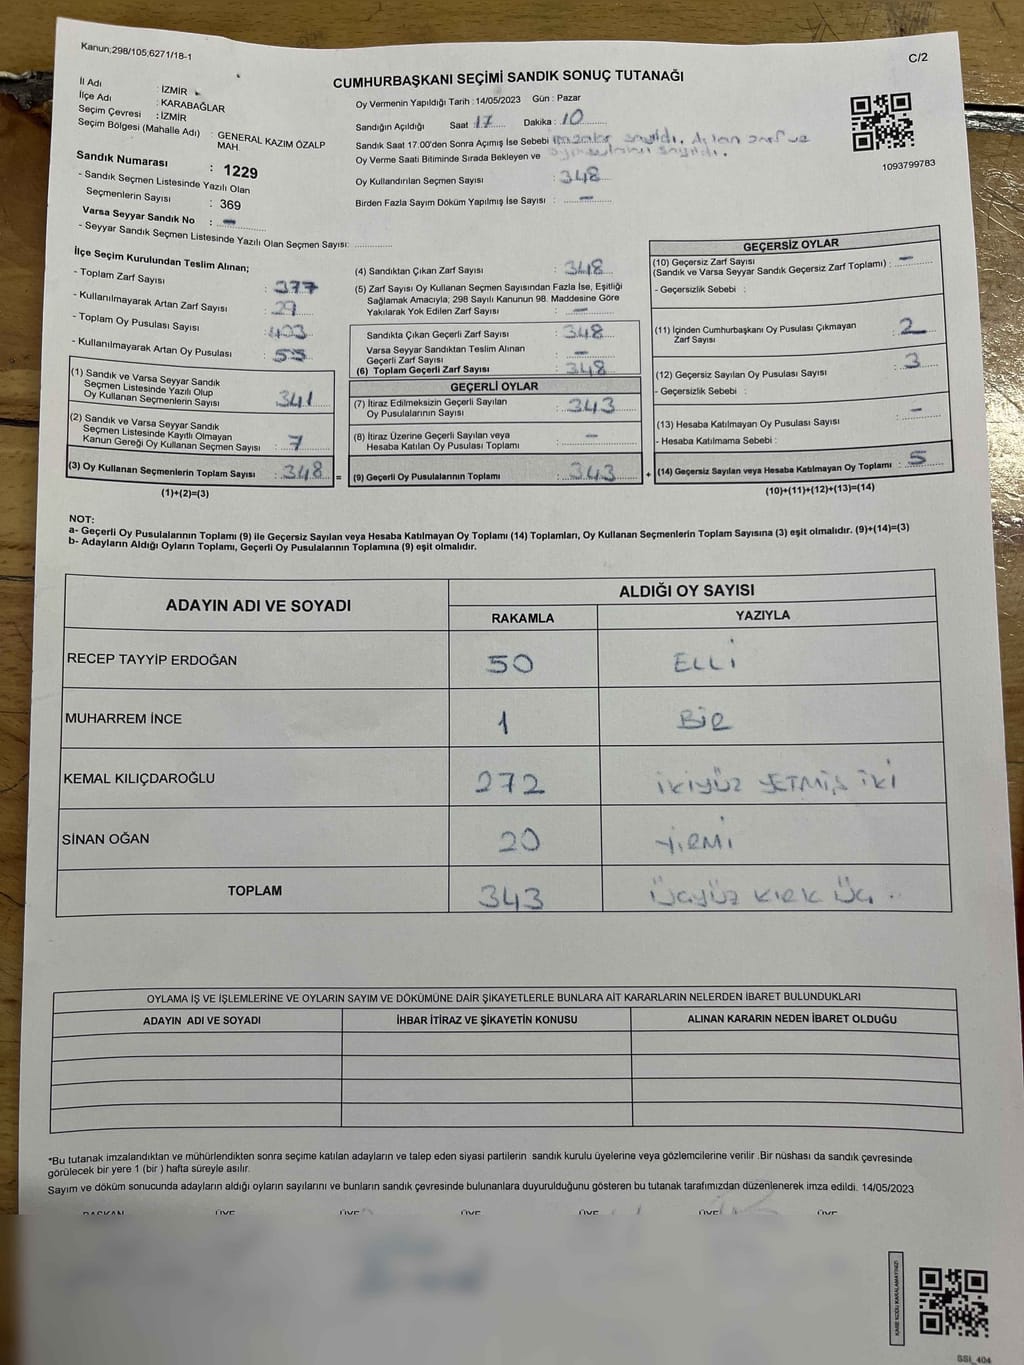 Kanun;298/105,6271/18-1
C/2
CUMHURBAŞKANI SEÇİMİ SANDIK SONUÇ TUTANAĞI
İl Adı : İZMİR
İlçe Adı : KARABAĞLAR
Seçim Çevresi : İZMİR
Seçim Bölgesi (Mahalle Adı) : GENERAL KAZIM ÖZALP
MAH.
Sandık Numarası : 1229
- Sandık Seçmen Listesinde Yazılı Olan
Seçmenlerin Sayısı : 369
Varsa Seyyar Sandık No : -
- Seyyar Sandık Seçmen Listesinde Yazılı Olan Seçmen Sayısı: ............
Oy Vermenin Yapıldığı Tarih : 14/05/2023 Gün : Pazar
Sandığın Açıldığı Saat : 17 Dakika : 10
Sandık Saat 17.00'den Sonra Açımış İse Sebebi imzalar sayıldı. Açılan zarf ve
Oy Verme Saati Bitiminde Sırada Bekleyen ve oy pusulaları sayıldı.
Oy Kullandırılan Seçmen Sayısı : 348
Birden Fazla Sayım Döküm Yapılmış İse Sayısı : -
1093799783
İlçe Seçim Kurulundan Teslim Alınan;
- Toplam Zarf Sayısı : 377
- Kullanılmayarak Artan Zarf Sayısı : 29
- Toplam Oy Pusulası Sayısı : 403
- Kullanılmayarak Artan Oy Pusulası : 55
(1) Sandık ve Varsa Seyyar Sandık
Seçmen Listesinde Yazılı Olup
Oy Kullanan Seçmenlerin Sayısı : 341
(2) Sandık ve Varsa Seyyar Sandık
Seçmen Listesinde Kayıtlı Olmayan
Kanun Gereği Oy Kullanan Seçmen Sayısı : 7
(3) Oy Kullanan Seçmenlerin Toplam Sayısı : 348 =
(1)+(2)=(3)
(4) Sandıktan Çıkan Zarf Sayısı : 348
(5) Zarf Sayısı Oy Kullanan Seçmen Sayısından Fazla İse, Eşitliği
Sağlamak Amacıyla; 298 Sayılı Kanunun 98. Maddesine Göre
Yakılarak Yok Edilen Zarf Sayısı : -
Sandıkta Çıkan Geçerli Zarf Sayısı : 348
Varsa Seyyar Sandıktan Teslim Alınan
Geçerli Zarf Sayısı : -
(6) Toplam Geçerli Zarf Sayısı : 348
GEÇERLİ OYLAR
(7) İtiraz Edilmeksizin Geçerli Sayılan
Oy Pusulalarının Sayısı : 343
(8) İtiraz Üzerine Geçerli Sayılan veya
Hesaba Katılan Oy Pusulası Toplamı : -
(9) Geçerli Oy Pusulalarının Toplamı : 343 +
GEÇERSİZ OYLAR
(10) Geçersiz Zarf Sayısı
(Sandık ve Varsa Seyyar Sandık Geçersiz Zarf Toplamı) : -
- Geçersizlik Sebebi :
(11) İçinden Cumhurbaşkanı Oy Pusulası Çıkmayan
Zarf Sayısı : 2
(12) Geçersiz Sayılan Oy Pusulası Sayısı : 3
- Geçersizlik Sebebi :
(13) Hesaba Katılmayan Oy Pusulası Sayısı : -
- Hesaba Katılmama Sebebi :
(14) Geçersiz Sayılan veya Hesaba Katılmayan Oy Toplamı : 5
(10)+(11)+(12)+(13)=(14)
NOT:
a- Geçerli Oy Pusulalarının Toplamı (9) ile Geçersiz Sayılan veya Hesaba Katılmayan Oy Toplamı (14) Toplamları, Oy Kullanan Seçmenlerin Toplam Sayısına (3) eşit olmalıdır. (9)+(14)=(3)
b- Adayların Aldığı Oyların Toplamı, Geçerli Oy Pusulalarının Toplamına (9) eşit olmalıdır.
ADAYIN ADI VE SOYADI
ALDIĞI OY SAYISI
RAKAMLA YAZIYLA
RECEP TAYYİP ERDOĞAN 50 ELLİ
MUHARREM İNCE 1 BİR
KEMAL KILIÇDAROĞLU 272 İKİYÜZ YETMİŞ İKİ
SİNAN OĞAN 20 YİRMİ
TOPLAM 343 ÜÇYÜZ KIRK ÜÇ.
OYLAMA İŞ VE İŞLEMLERİNE VE OYLARIN SAYIM VE DÖKÜMÜNE DAİR ŞİKAYETLERLE BUNLARA AİT KARARLARIN NELERDEN İBARET BULUNDUKLARI
ADAYIN ADI VE SOYADI İHBAR İTİRAZ VE ŞİKAYETİN KONUSU ALINAN KARARIN NEDEN İBARET OLDUĞU
*Bu tutanak imzalandıktan ve mühürlendikten sonra seçime katılan adayların ve talep eden siyasi partilerin sandık kurulu üyelerine veya gözlemcilerine verilir .Bir nüshası da sandık çevresinde
görülecek bir yere 1 (bir ) hafta süreyle asılır.
Sayım ve döküm sonucunda adayların aldığı oyların sayılarını ve bunların sandık çevresinde bulunanlara duyurulduğunu gösteren bu tutanak tarafımızdan düzenlenerek imza edildi. 14/05/2023
BAŞKAN ÜYE ÜYE ÜYE ÜYE ÜYE ÜYE
KARE KODU KARALAMAYINIZ!
SSI_404